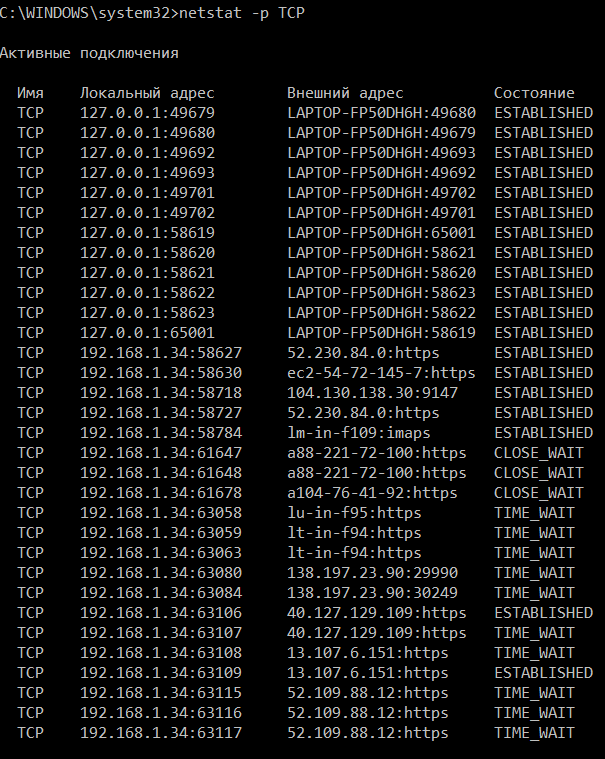 C:\WINDOWS\system32>netstat -p TCP
Активные подключения
Имя Локальный адрес Внешний адрес Состояние
TCP 127.0.0.1:49679 LAPTOP-FP50DH6H:49680 ESTABLISHED
TCP 127.0.0.1:49680 LAPTOP-FP50DH6H:49679 ESTABLISHED
TCP 127.0.0.1:49692 LAPTOP-FP50DH6H:49693 ESTABLISHED
TCP 127.0.0.1:49693 LAPTOP-FP50DH6H:49692 ESTABLISHED
TCP 127.0.0.1:49701 LAPTOP-FP50DH6H:49702 ESTABLISHED
TCP 127.0.0.1:49702 LAPTOP-FP50DH6H:49701 ESTABLISHED
TCP 127.0.0.1:58619 LAPTOP-FP50DH6H:65001 ESTABLISHED
TCP 127.0.0.1:58620 LAPTOP-FP50DH6H:58621 ESTABLISHED
TCP 127.0.0.1:58621 LAPTOP-FP50DH6H:58620 ESTABLISHED
TCP 127.0.0.1:58622 LAPTOP-FP50DH6H:58623 ESTABLISHED
TCP 127.0.0.1:58623 LAPTOP-FP50DH6H:58622 ESTABLISHED
TCP 127.0.0.1:65001 LAPTOP-FP50DH6H:58619 ESTABLISHED
TCP 192.168.1.34:58627 52.230.84.0:https ESTABLISHED
TCP 192.168.1.34:58630 ec2-54-72-145-7:https ESTABLISHED
TCP 192.168.1.34:58718 104.130.138.30:9147 ESTABLISHED
TCP 192.168.1.34:58727 52.230.84.0:https ESTABLISHED
TCP 192.168.1.34:58784 lm-in-f109:imaps ESTABLISHED
TCP 192.168.1.34:61647 a88-221-72-100:https CLOSE_WAIT
TCP 192.168.1.34:61648 a88-221-72-100:https CLOSE_WAIT
TCP 192.168.1.34:61678 a104-76-41-92:https CLOSE_WAIT
TCP 192.168.1.34:63058 lu-in-f95:https TIME_WAIT
TCP 192.168.1.34:63059 lt-in-f94:https TIME_WAIT
TCP 192.168.1.34:63063 lt-in-f94:https TIME_WAIT
TCP 192.168.1.34:63080 138.197.23.90:29990 TIME_WAIT
TCP 192.168.1.34:63084 138.197.23.90:30249 TIME_WAIT
TCP 192.168.1.34:63106 40.127.129.109:https ESTABLISHED
TCP 192.168.1.34:63107 40.127.129.109:https TIME_WAIT
TCP 192.168.1.34:63108 13.107.6.151:https TIME_WAIT
TCP 192.168.1.34:63109 13.107.6.151:https ESTABLISHED
TCP 192.168.1.34:63115 52.109.88.12:https TIME_WAIT
TCP 192.168.1.34:63116 52.109.88.12:https TIME_WAIT
TCP 192.168.1.34:63117 52.109.88.12:https TIME_WAIT